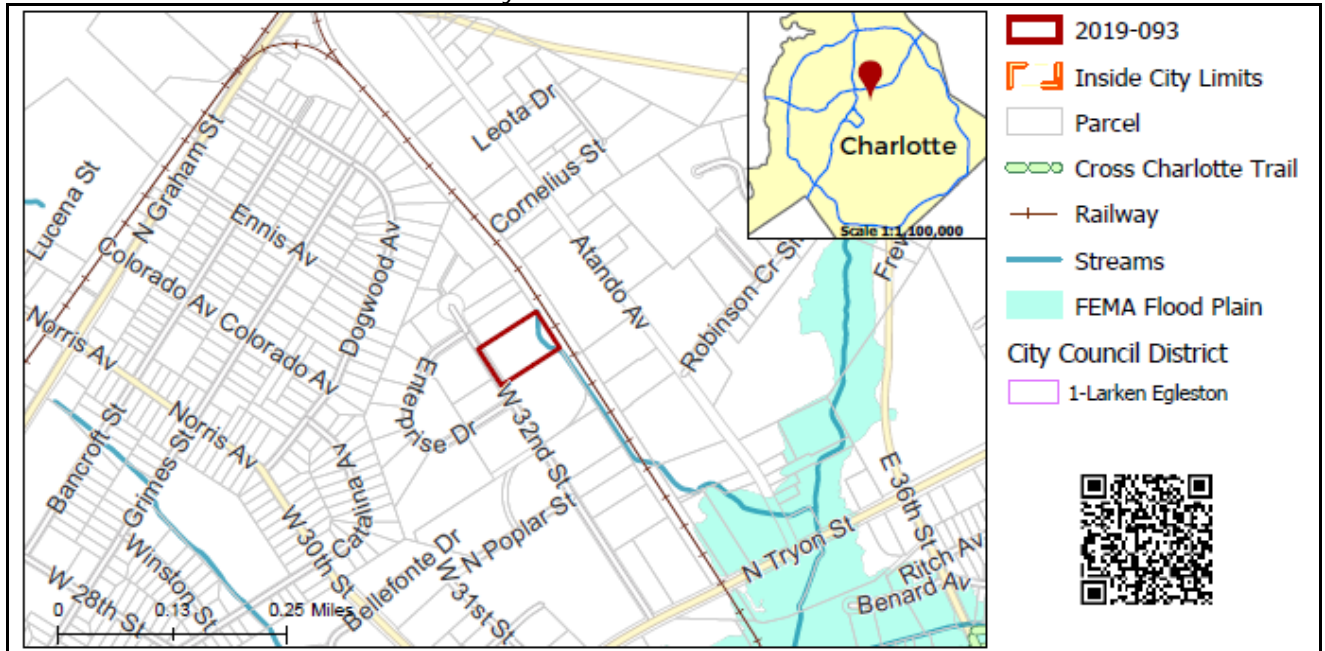 Leota Dr
Cornelius St
N Graham St
Lucena St
Ennis Av
Dogwood Av
Atando Av
Robinson Cr St
Colorado Av Colorado Av
Norris Av
Enterprise Dr
W 32nd St
Norris Av
Bancroft St
Grimes St
Catalina Av
N Poplar St
E 36th St
W 30th St
Bellefonte Dr
N Tryon St
Winston St
W 31st St
Ritch Av
Benard Av
W 28th St
0 0.13 0.25 Miles
Charlotte
Scale 1:1,100,000
2019-093
Inside City Limits
Parcel
Cross Charlotte Trail
Railway
Streams
FEMA Flood Plain
City Council District
1-Larken Egleston